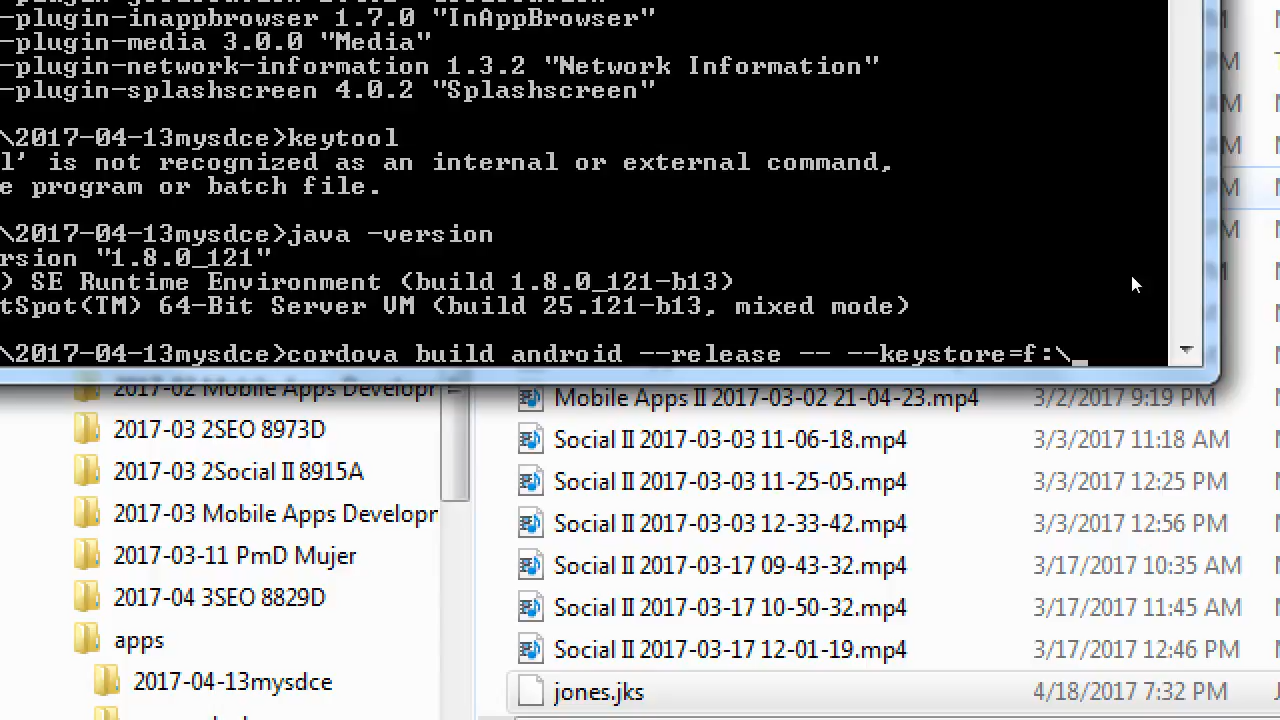 -plugin-inappbrowser 1.7.0 "InAppBrowser"
-plugin-media 3.0.0 "Media"
-plugin-network-information 1.3.2 "Network Information"
-plugin-splashscreen 4.0.2 "Splashscreen"
\2017-04-13mysdce>keytool
l' is not recognized as an internal or external command,
e program or batch file.
\2017-04-13mysdce>java -version
rsion "1.8.0_121"
) SE Runtime Environment (build 1.8.0_121-b13)
tSpot(TM) 64-Bit Server VM (build 25.121-b13, mixed mode)
\2017-04-13mysdce>cordova build android --release -- --keystore=f:\_
2017-02 Mobile Apps Developr
2017-03 2SEO 8973D
2017-03 2Social II 8915A
2017-03 Mobile Apps Developr
2017-03-11 PmD Mujer
2017-04 3SEO 8829D
apps
2017-04-13mysdce
Mobile Apps II 2017-03-02 21-04-23.mp4 3/2/2017 9:19 PM
Social II 2017-03-03 11-06-18.mp4 3/3/2017 11:18 AM
Social II 2017-03-03 11-25-05.mp4 3/3/2017 12:25 PM
Social II 2017-03-03 12-33-42.mp4 3/3/2017 12:56 PM
Social II 2017-03-17 09-43-32.mp4 3/17/2017 10:35 AM
Social II 2017-03-17 10-50-32.mp4 3/17/2017 11:45 AM
Social II 2017-03-17 12-01-19.mp4 3/17/2017 12:46 PM
jones.jks 4/18/2017 7:32 PM